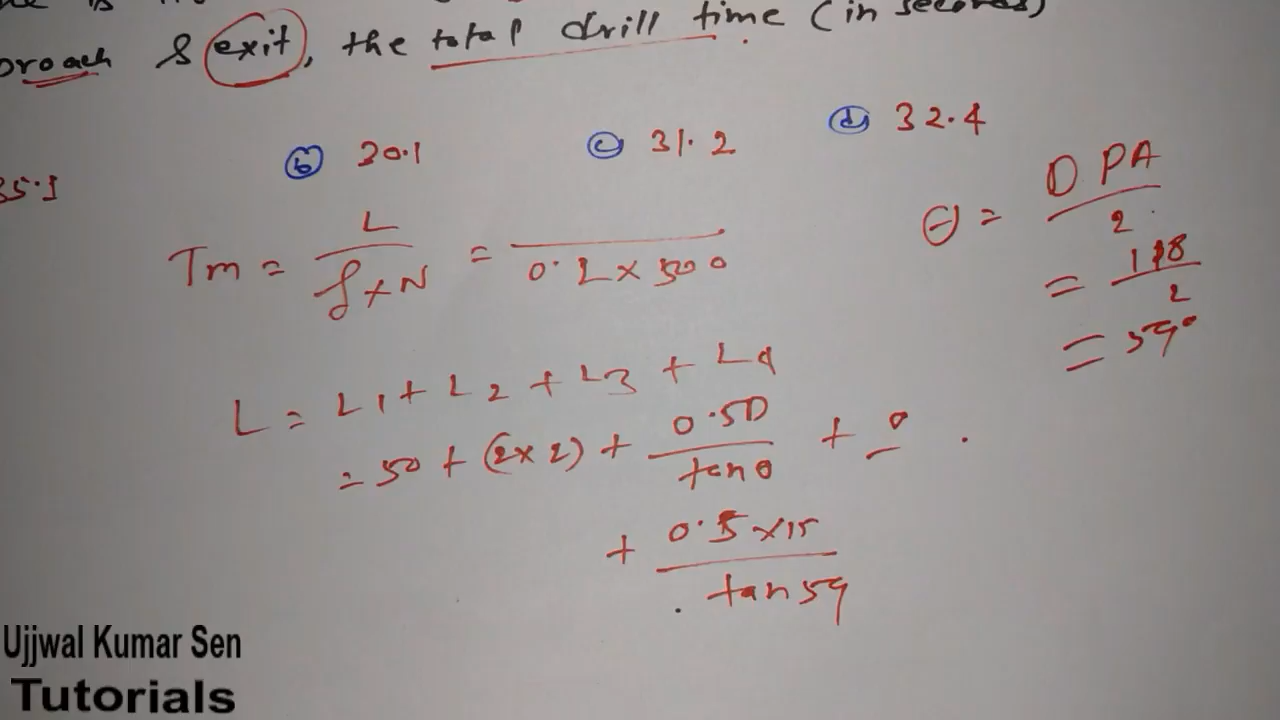 proach & exit, the total drill time (in seconds)
35.1
(b) 30.1
(c) 31.2
(d) 32.4
Tm = L / f×N = / 0.2 × 500
θ = DPA / 2
= 118 / 2
= 59°
L = L1 + L2 + L3 + L4
= 50 + (2×2) + 0.5D / tanθ + 0
+ 0.5×15 / tan59
Ujjwal Kumar Sen
Tutorials